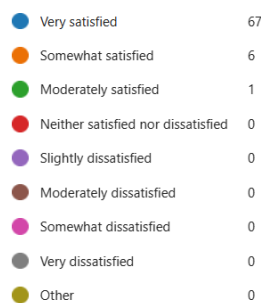 Very satisfied 67
Somewhat satisfied 6
Moderately satisfied 1
Neither satisfied nor dissatisfied 0
Slightly dissatisfied 0
Moderately dissatisfied 0
Somewhat dissatisfied 0
Very dissatisfied 0
Other 0